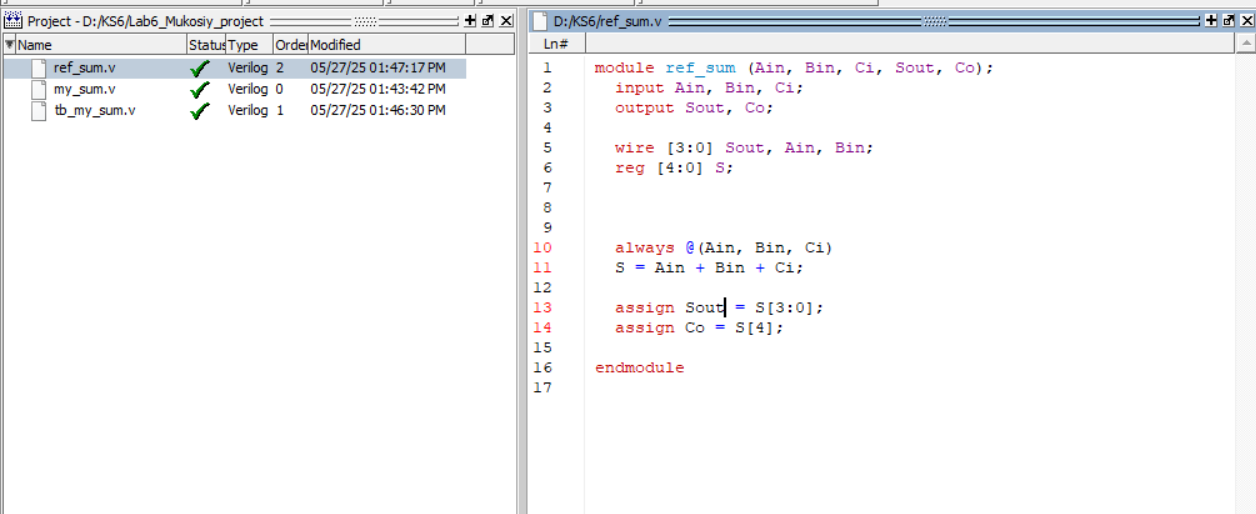 Project - D:/KS6/Lab6_Mukosiy_project
Name Status Type Order Modified
ref_sum.v Verilog 2 05/27/25 01:47:17 PM
my_sum.v Verilog 0 05/27/25 01:43:42 PM
tb_my_sum.v Verilog 1 05/27/25 01:46:30 PM
D:/KS6/ref_sum.v
Ln#
1 module ref_sum (Ain, Bin, Ci, Sout, Co);
2 input Ain, Bin, Ci;
3 output Sout, Co;
4
5 wire [3:0] Sout, Ain, Bin;
6 reg [4:0] S;
7
8
9
10 always @(Ain, Bin, Ci)
11 S = Ain + Bin + Ci;
12
13 assign Sout = S[3:0];
14 assign Co = S[4];
15
16 endmodule
17